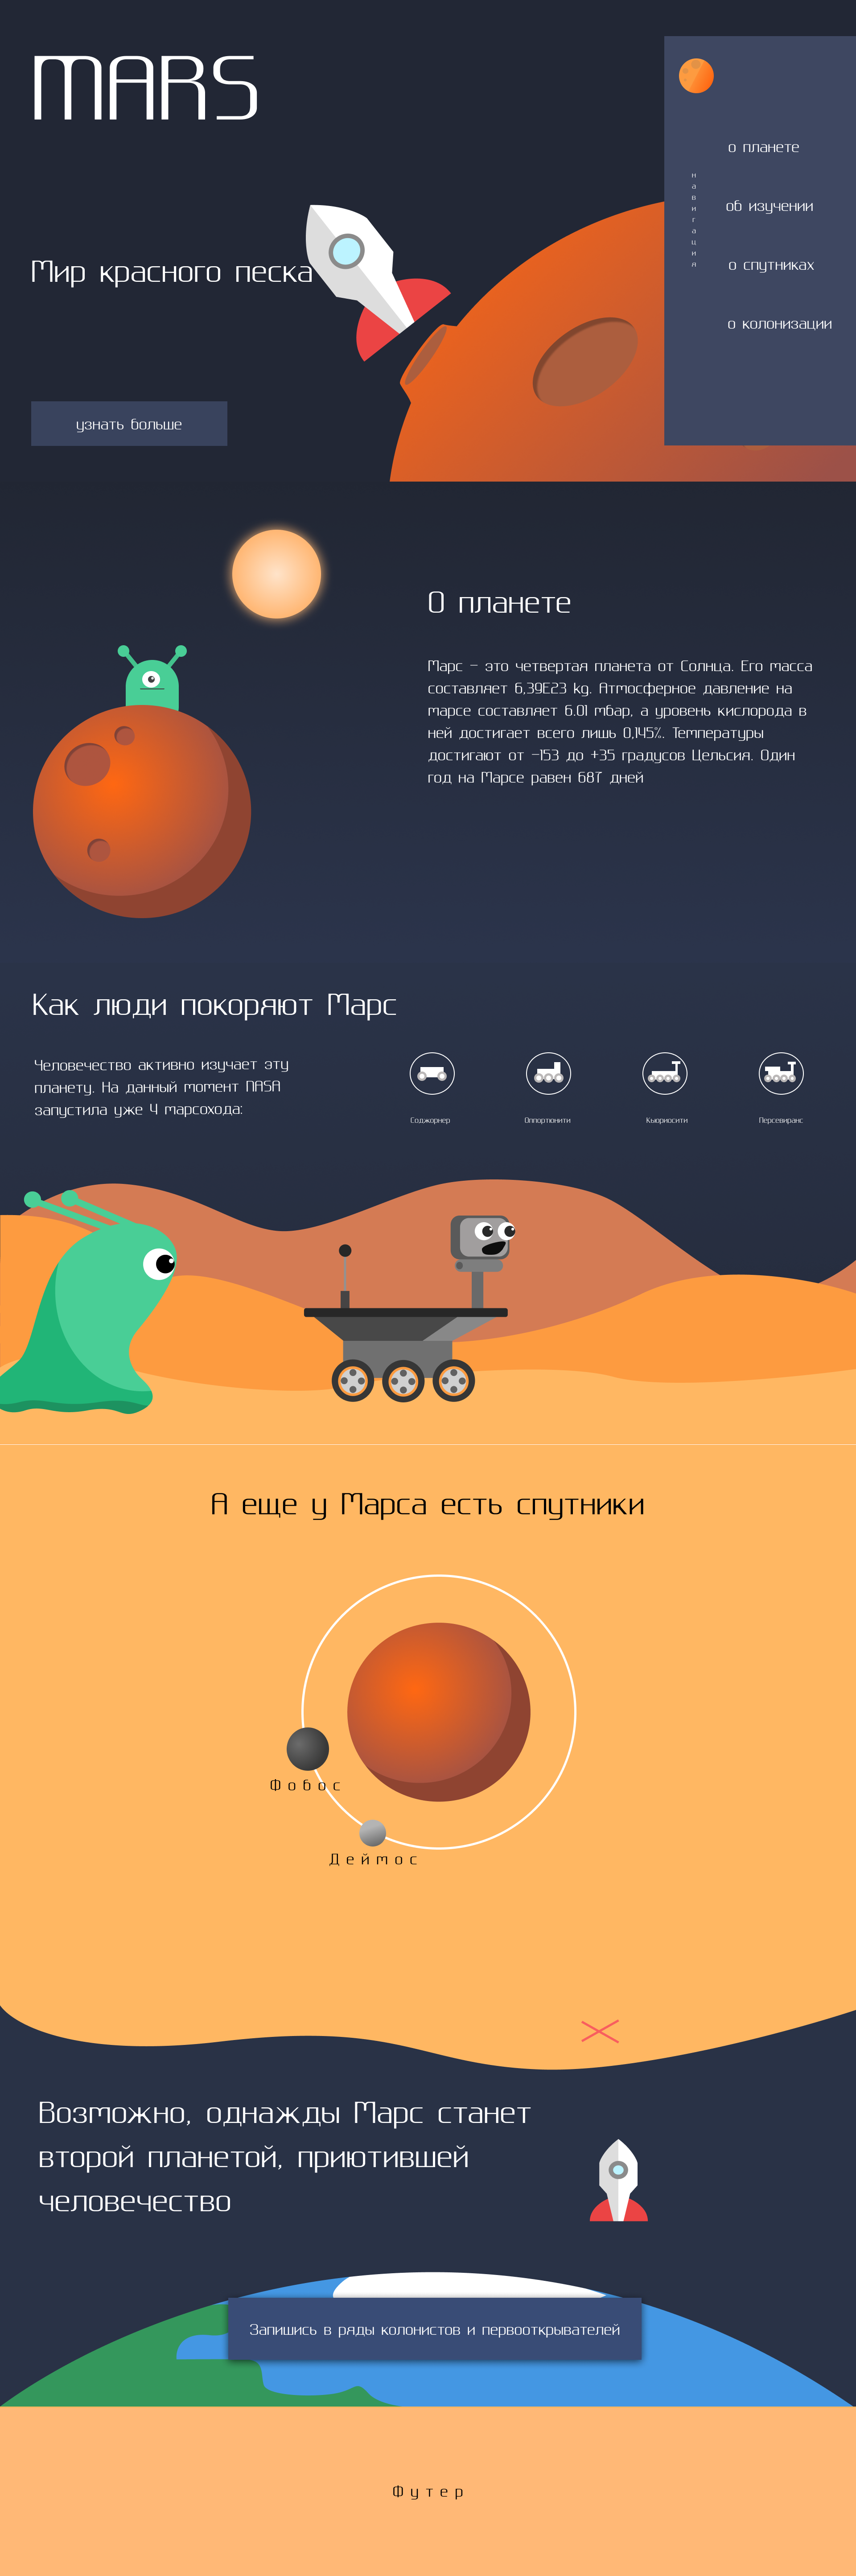 MARS
о планете
навигация
об изучении
о спутниках
о колонизации
Мир красного песка
узнать больше
О планете
Марс - это четвертая планета от Солнца. Его масса
составляет 6,39E23 kg. Атмосферное давление на
марсе составляет 6.01 мбар, а уровень кислорода в
ней достигает всего лишь 0,145%. Температуры
достигают от -153 до +35 градусов Цельсия. Один
год на Марсе равен 687 дней
Как люди покоряют Марс
Человечество активно изучает эту
планету. На данный момент NASA
запустила уже 4 марсохода:
Соджорнер
Оппортюнити
Кьюриосити
Персевиранс
А еще у Марса есть спутники
Фобос
Деймос
Возможно, однажды Марс станет
второй планетой, приютившей
человечество
Запишись в ряды колонистов и первооткрывателей
Футер